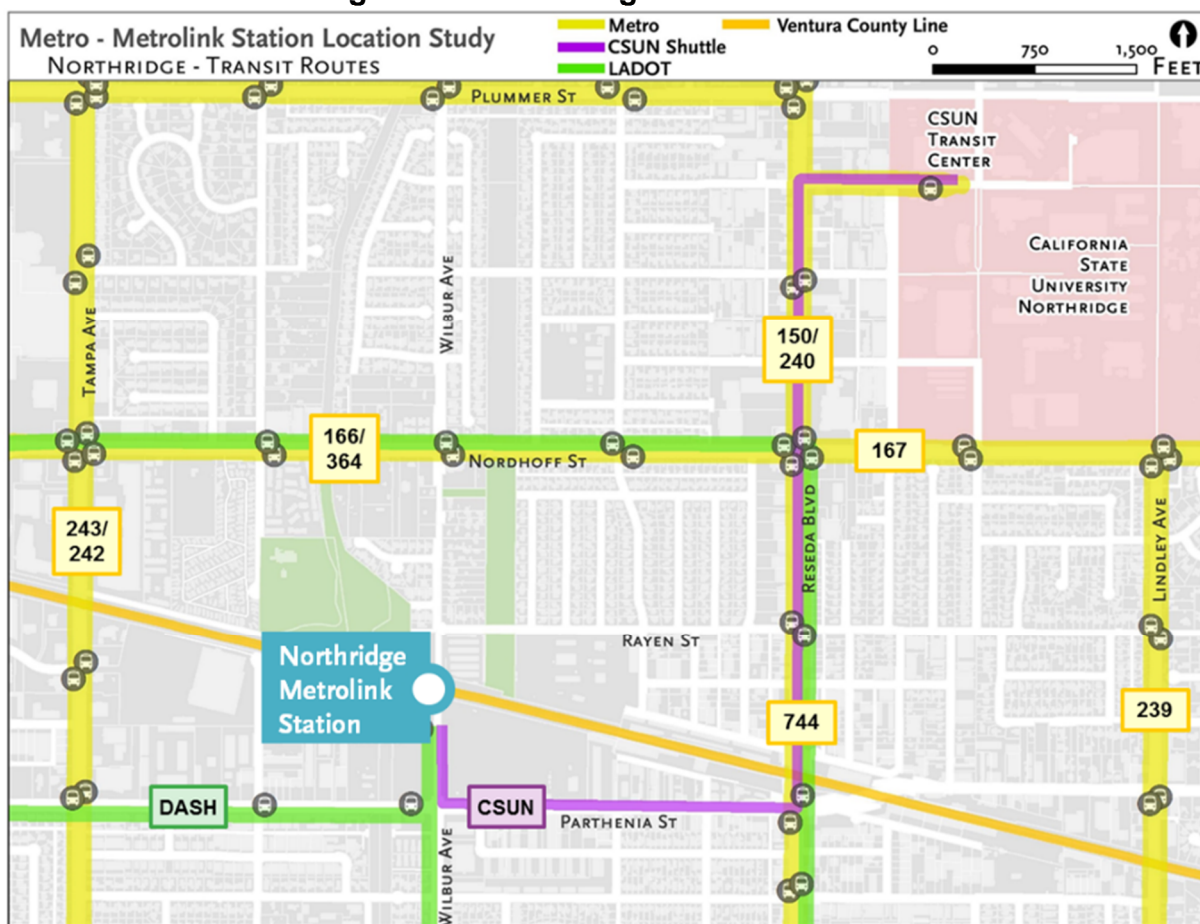 Metro - Metrolink Station Location Study
NORTHRIDGE - TRANSIT ROUTES
Metro
CSUN Shuttle
LADOT
Ventura County Line
0 750 1,500
FEET
PLUMMER ST
CSUN
TRANSIT
CENTER
CALIFORNIA
STATE
UNIVERSITY
NORTHRIDGE
WILBUR AVE
TAMPA AVE
150/
240
166/
364
NORDHOFF ST
167
243/
242
RESEDA BLVD
LINDLEY AVE
RAYEN ST
Northridge
Metrolink
Station
744
239
DASH
CSUN
PARTHENIA ST
WILBUR AVE